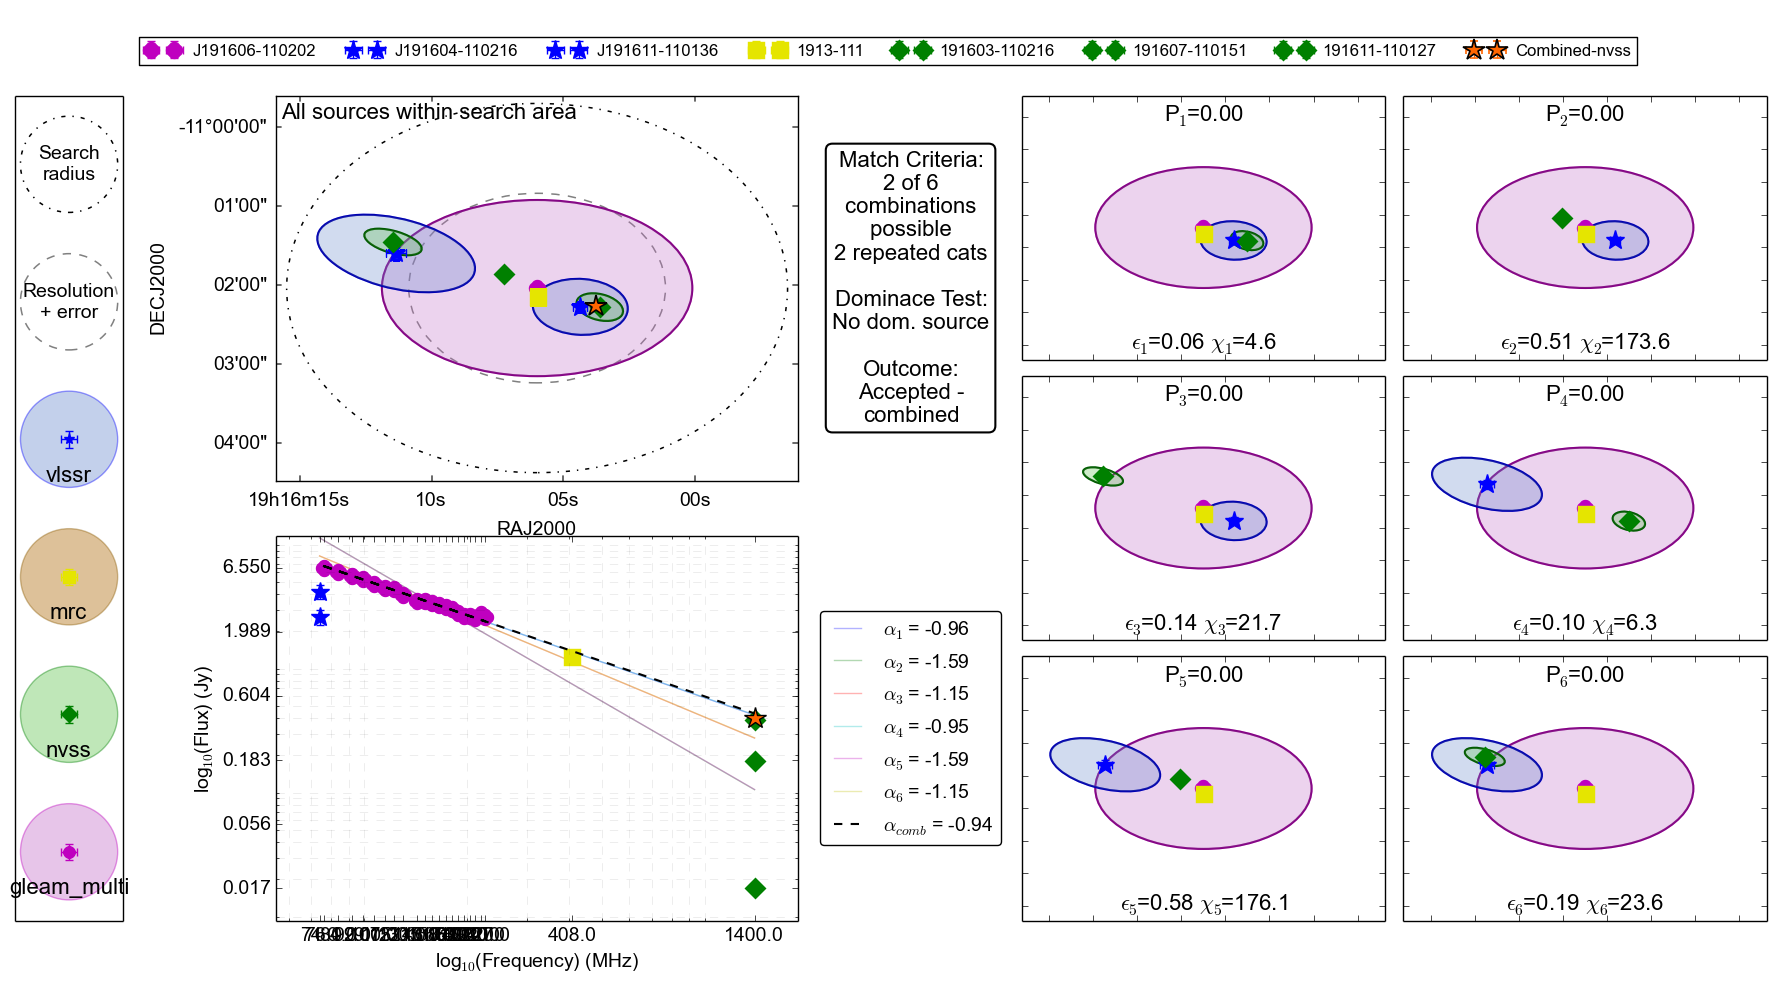 J191606-110202 J191604-110216 J191611-110136 1913-111 191603-110216 191607-110151 191611-110127 Combined-nvss
Search
radius
Resolution
+ error
vlssr
mrc
nvss
gleam_multi
All sources within search area
-11°00'00"
01'00"
02'00"
03'00"
04'00"
DECJ2000
19h16m15s 10s 05s 00s
RAJ2000
Match Criteria:
2 of 6
combinations
possible
2 repeated cats
Dominace Test:
No dom. source
Outcome:
Accepted -
combined
6.550
1.989
0.604
0.183
0.056
0.017
log10(Flux) (Jy)
408.0 1400.0
log10(Frequency) (MHz)
α1 = -0.96
α2 = -1.59
α3 = -1.15
α4 = -0.95
α5 = -1.59
α6 = -1.15
αcomb = -0.94
P1=0.00
ϵ1=0.06 χ1=4.6
P2=0.00
ϵ2=0.51 χ2=173.6
P3=0.00
ϵ3=0.14 χ3=21.7
P4=0.00
ϵ4=0.10 χ4=6.3
P5=0.00
ϵ5=0.58 χ5=176.1
P6=0.00
ϵ6=0.19 χ6=23.6